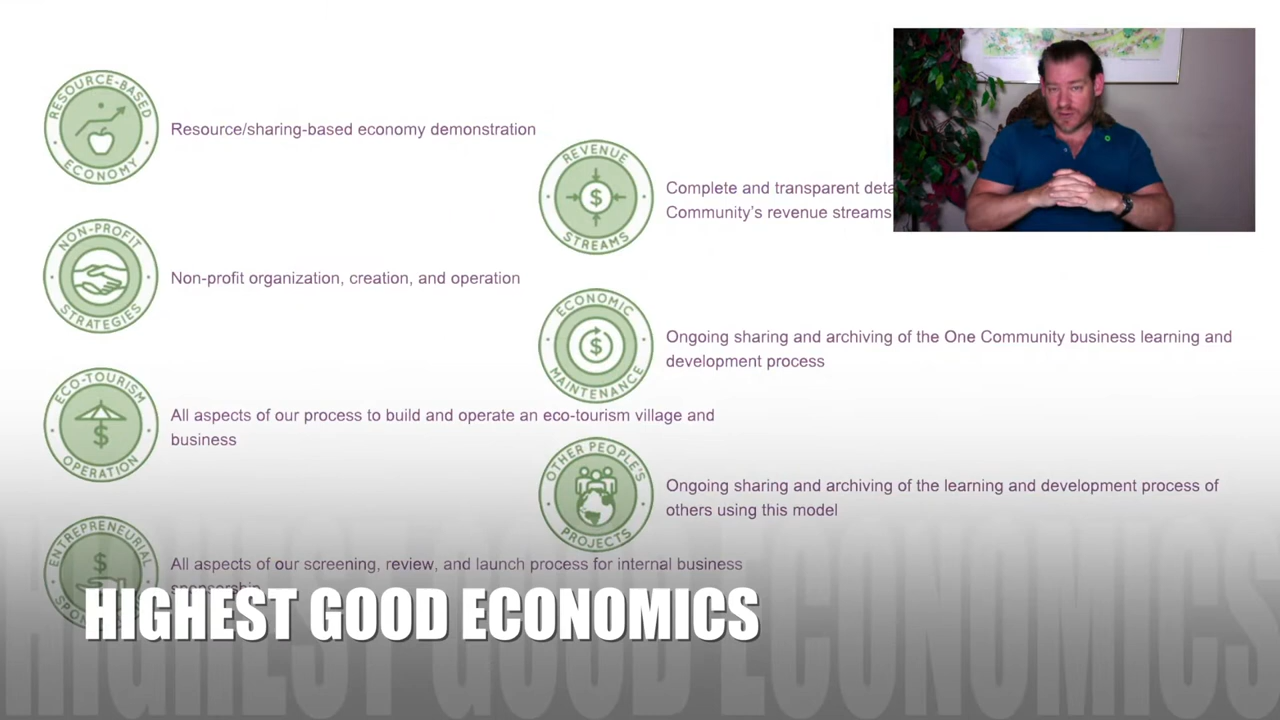 RESOURCE-BASED
ECONOMY
Resource/sharing-based economy demonstration
NON-PROFIT
STRATEGIES
Non-profit organization, creation, and operation
ECO-TOURISM
$
OPERATION
All aspects of our process to build and operate an eco-tourism village and
business
ENTREPRENEURIAL
$
All aspects of our screening, review, and launch process for internal business
sponsorship
REVENUE
$
STREAMS
Complete and transparent
Community's revenue streams
ECONOMIC
$
MAINTENANCE
Ongoing sharing and archiving of the One Community business learning and
development process
OTHER PEOPLE'S
PROJECTS
Ongoing sharing and archiving of the learning and development process of
others using this model
HIGHEST GOOD ECONOMICS
HIGHEST GOOD ECONOMICS